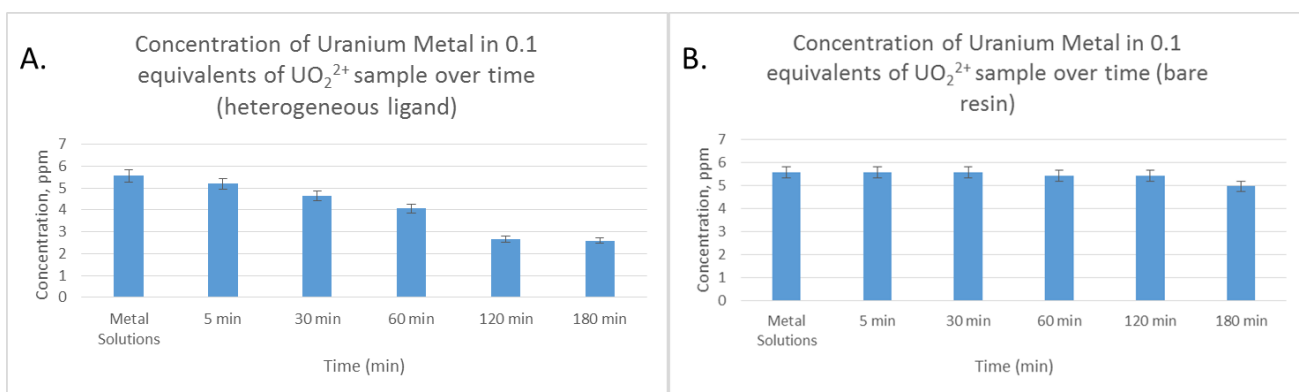 A.
Concentration of Uranium Metal in 0.1
equivalents of UO₂²⁺ sample over time
(heterogeneous ligand)
Concentration, ppm
7
6
5
4
3
2
1
0
Metal
Solutions
5 min
30 min
60 min
120 min
180 min
Time (min)
B.
Concentration of Uranium Metal in 0.1
equivalents of UO₂²⁺ sample over time (bare
resin)
Concentration, ppm
7
6
5
4
3
2
1
0
Metal
Solutions
5 min
30 min
60 min
120 min
180 min
Time (min)